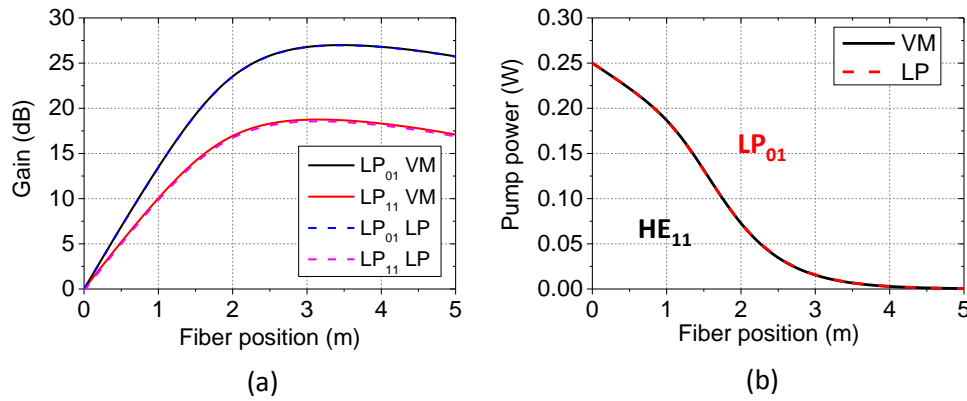 30
25
20
15
10
5
0
Gain (dB)
LP01 VM
LP11 VM
LP01 LP
LP11 LP
0 1 2 3 4 5
Fiber position (m)
(a)
0.30
0.25
0.20
0.15
0.10
0.05
0.00
Pump power (W)
VM
LP
LP01
HE11
0 1 2 3 4 5
Fiber position (m)
(b)